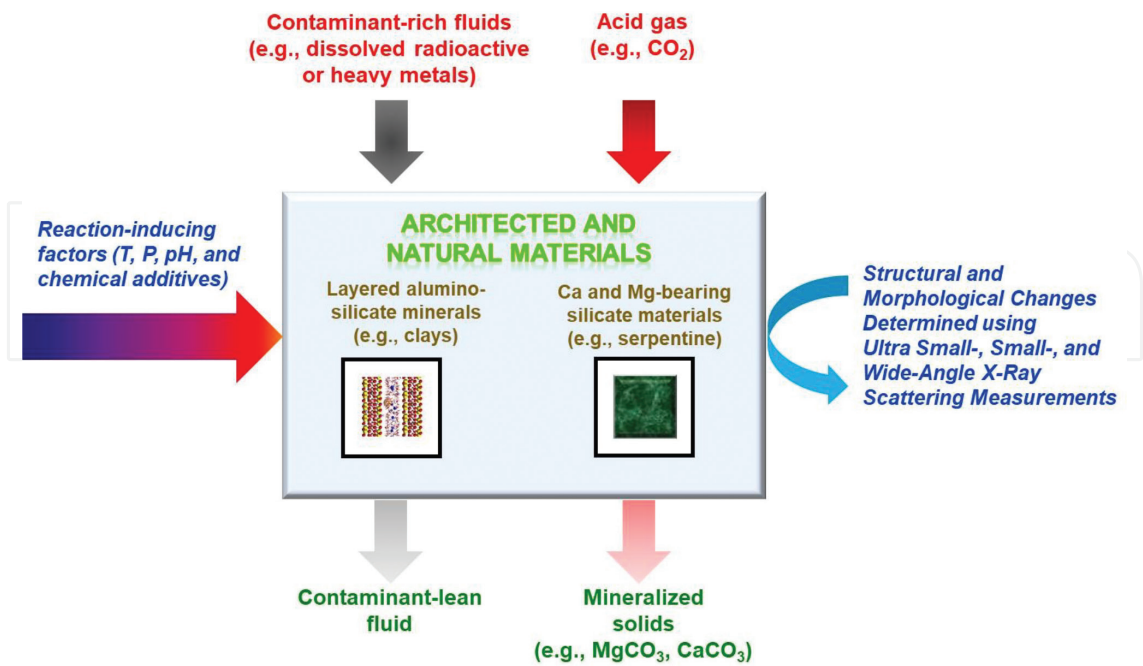 Contaminant-rich fluids
(e.g., dissolved radioactive
or heavy metals)
Acid gas
(e.g., CO₂)
Reaction-inducing
factors (T, P, pH, and
chemical additives)
ARCHITECTED AND
NATURAL MATERIALS
Layered alumino-
silicate minerals
(e.g., clays)
Ca and Mg-bearing
silicate materials
(e.g., serpentine)
Structural and
Morphological Changes
Determined using
Ultra Small-, Small-, and
Wide-Angle X-Ray
Scattering Measurements
Contaminant-lean
fluid
Mineralized
solids
(e.g., MgCO₃, CaCO₃)